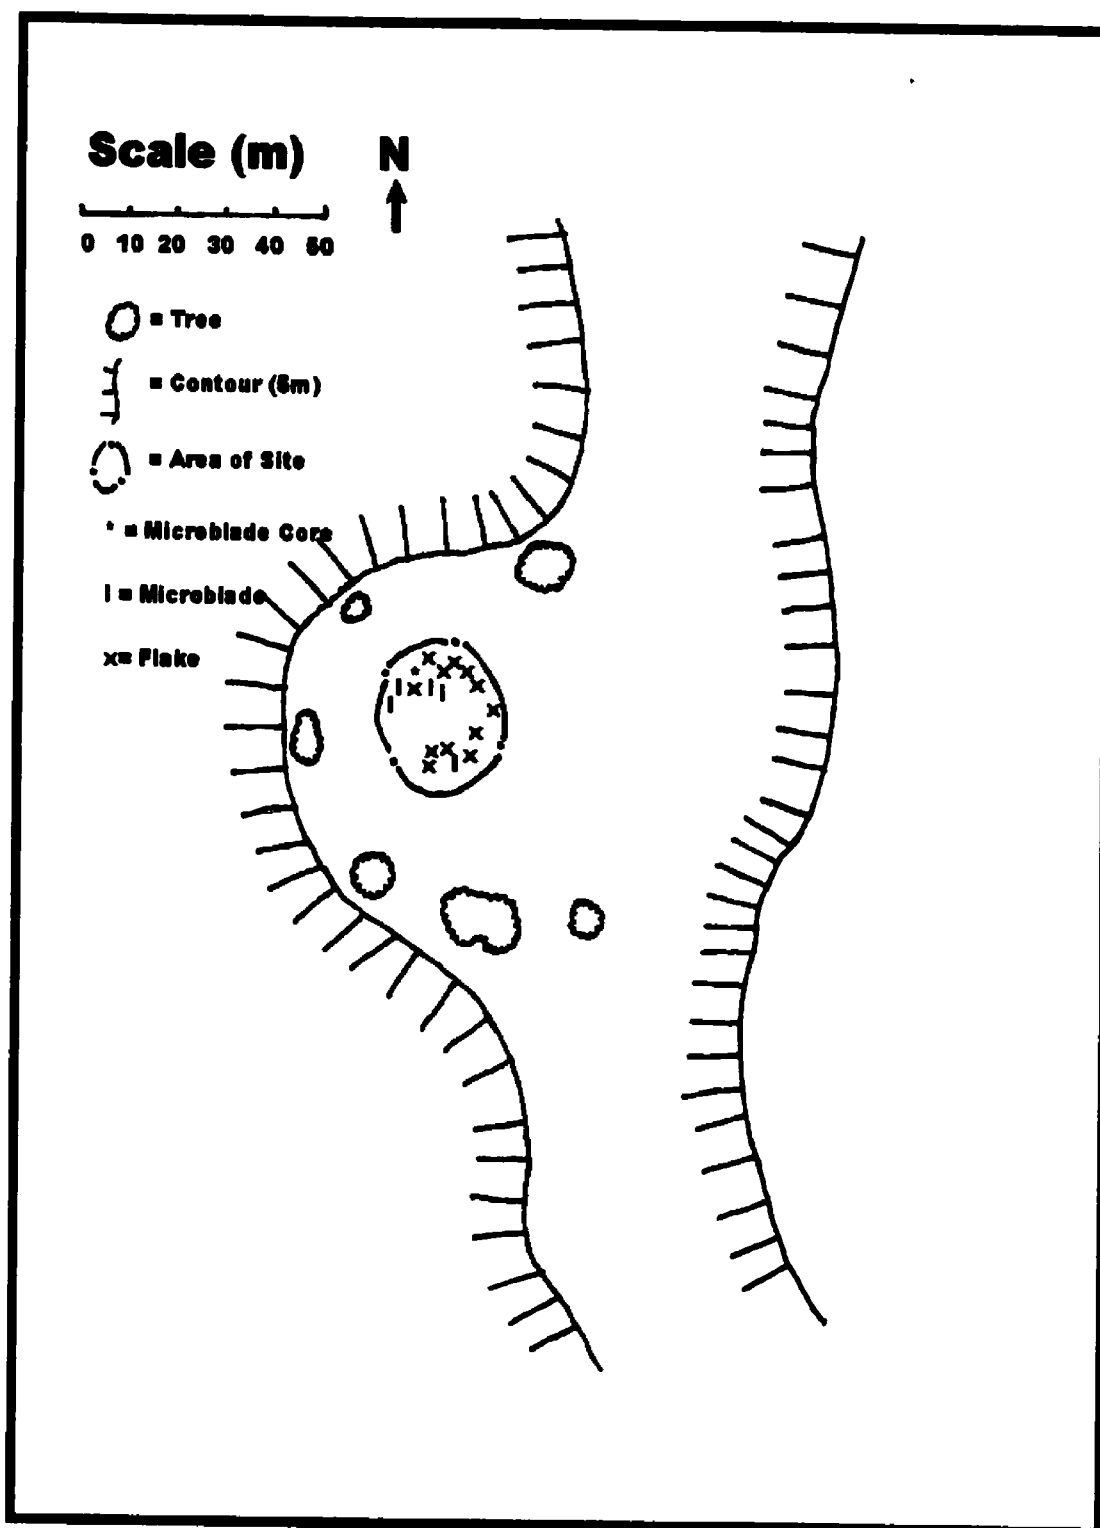 Scale (m)
N
0 10 20 30 40 50
= Tree
= Contour (5m)
= Area of Site
* = Microblade Core
| = Microblade
x= Flake